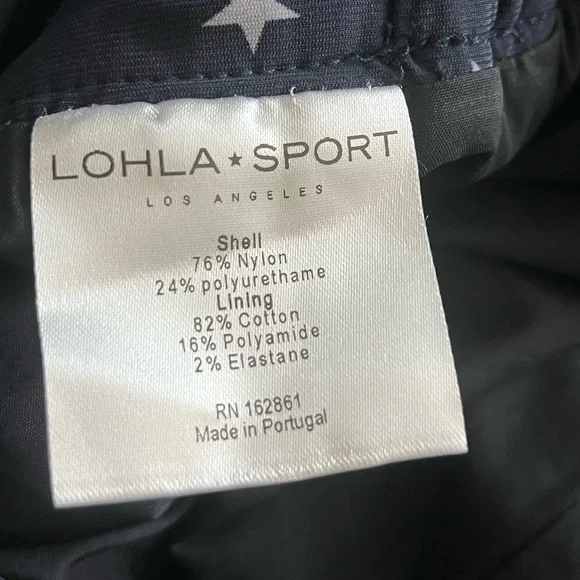 LOHLA ★ SPORT
LOS ANGELES
Shell
76% Nylon
24% polyurethame
Lining
82% Cotton
16% Polyamide
2% Elastane
RN 162861
Made in Portugal